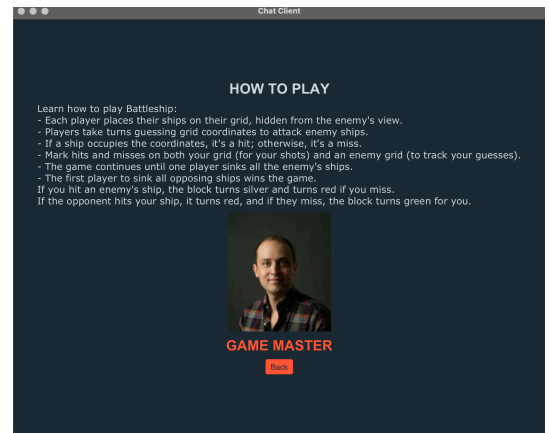 Chat Client
HOW TO PLAY
Learn how to play Battleship:
- Each player places their ships on their grid, hidden from the enemy's view.
- Players take turns guessing grid coordinates to attack enemy ships.
- If a ship occupies the coordinates, it's a hit; otherwise, it's a miss.
- Mark hits and misses on both your grid (for your shots) and an enemy grid (to track your guesses).
- The game continues until one player sinks all the enemy's ships.
- The first player to sink all opposing ships wins the game.
If you hit an enemy's ship, the block turns silver and turns red if you miss.
If the opponent hits your ship, it turns red, and if they miss, the block turns green for you.
GAME MASTER
Back